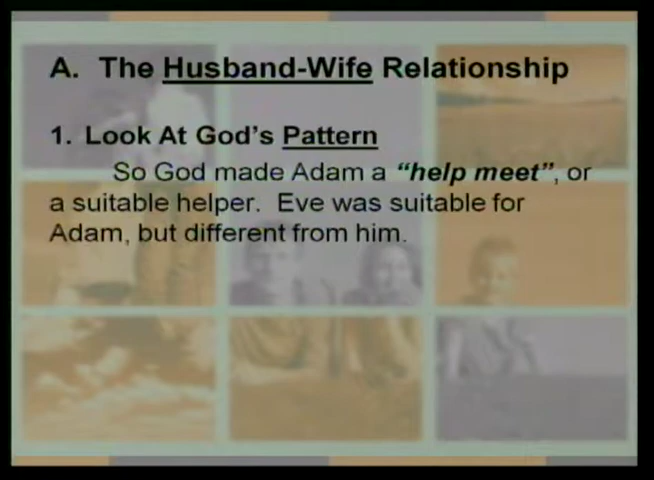 A. The Husband-Wife Relationship
1. Look At God's Pattern
So God made Adam a "help meet", or
a suitable helper. Eve was suitable for
Adam, but different from him.